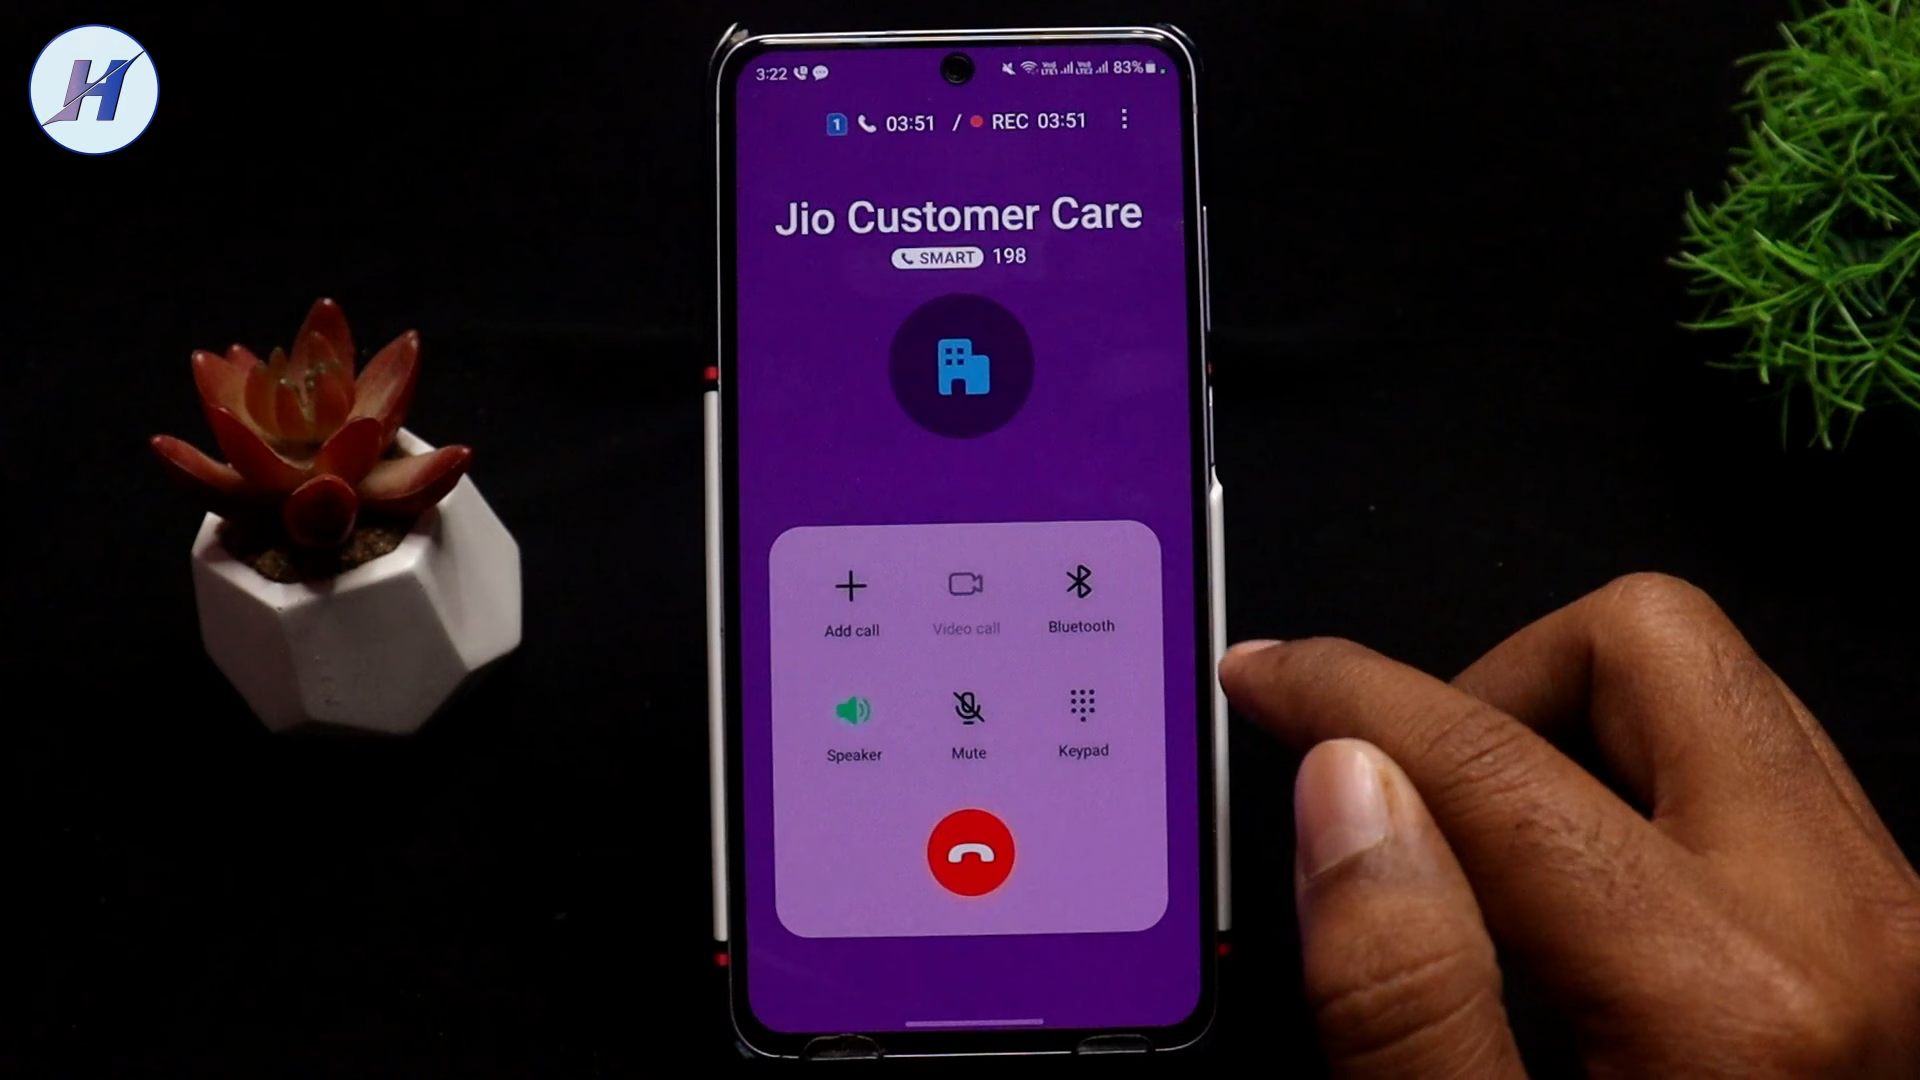 H
3:22 83%
1 03:51 / REC 03:51
Jio Customer Care
SMART 198
Add call Video call Bluetooth
Speaker Mute Keypad